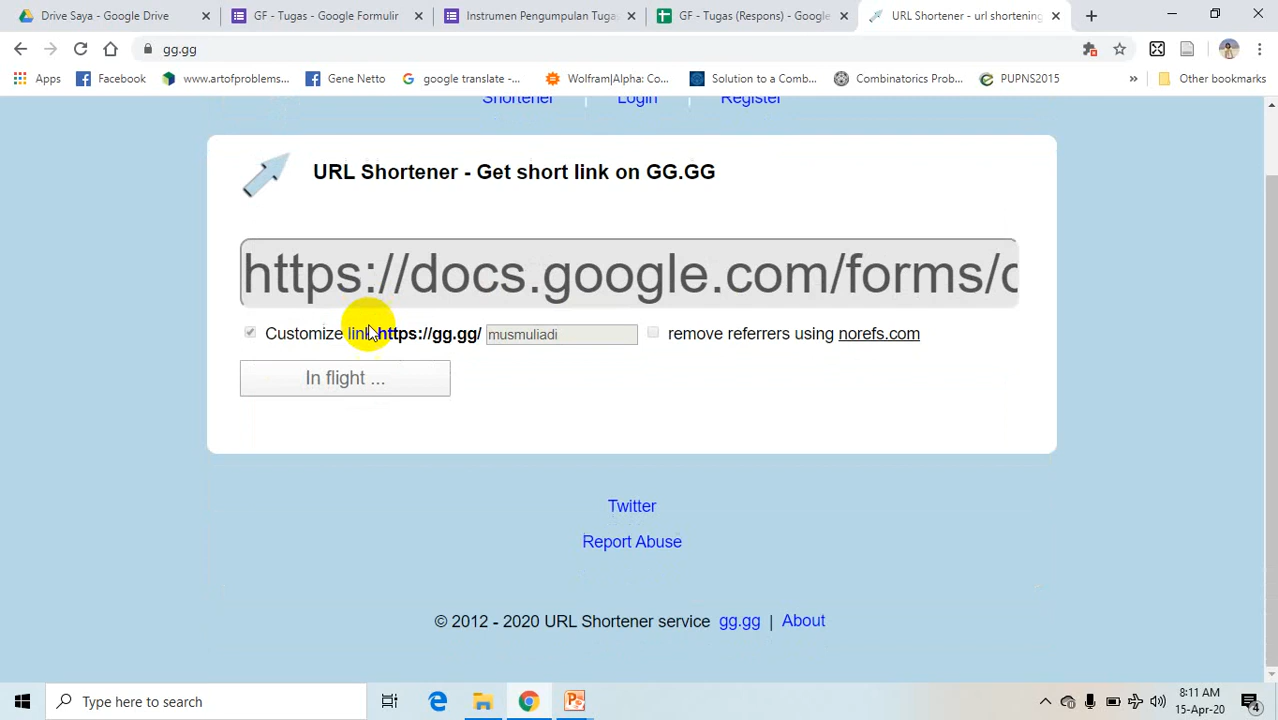 Drive Saya - Google Drive
GF - Tugas - Google Formuli
Instrumen Pengumpulan Tuga
GF - Tugas (Respons) - Google
URL Shortener - url shortening
gg.gg
Apps
Facebook
www.artofproblems...
Gene Netto
google translate -...
Wolfram|Alpha: Co...
Solution to a Comb...
Combinatorics Prob...
PUPNS2015
»
Other bookmarks
Shortener | Login | Register
URL Shortener - Get short link on GG.GG
https://docs.google.com/forms/
Customize link https://gg.gg/ musmuliadi remove referrers using norefs.com
In flight ...
Twitter
Report Abuse
© 2012 - 2020 URL Shortener service gg.gg | About
Type here to search
8:11 AM
15-Apr-20
4